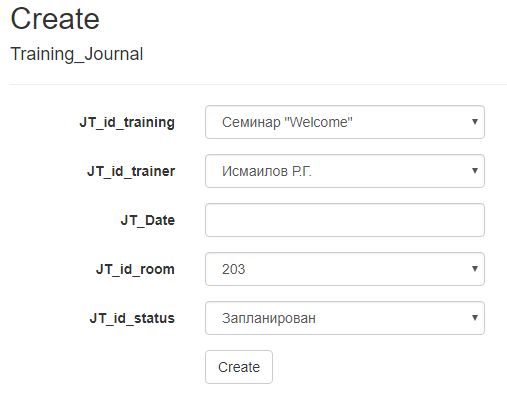 Create
Training_Journal
JT_id_training Семинар "Welcome"
JT_id_trainer Исмаилов Р.Г.
JT_Date
JT_id_room 203
JT_id_status Запланирован
Create